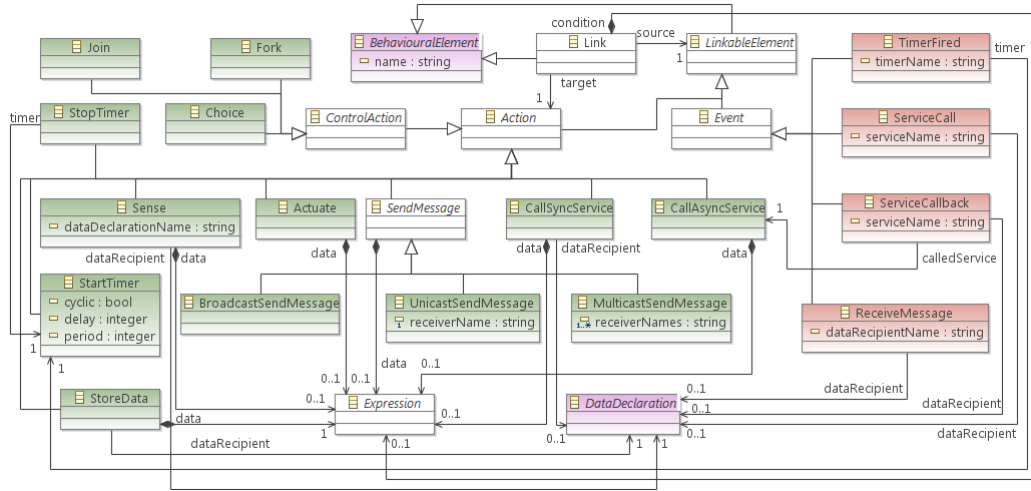 condition
Join
Fork
BehaviouralElement
name : string
Link
source
1
LinkableElement
TimerFired
timerName : string
timer
target
1
timer
StopTimer
Choice
ControlAction
Action
Event
ServiceCall
serviceName : string
Sense
dataDeclarationName : string
Actuate
SendMessage
CallSyncService
CallAsyncService
1
ServiceCallback
serviceName : string
dataRecipient
data
data
data
dataRecipient
data
calledService
StartTimer
cyclic : bool
delay : integer
period : integer
1
1
BroadcastSendMessage
UnicastSendMessage
1 receiverName : string
MulticastSendMessage
1..* receiverNames : string
ReceiveMessage
dataRecipientName : string
data
0..1
0..1
0..1
0..1
dataRecipient
StoreData
data
0..1
Expression
0..1
DataDeclaration
0..1
dataRecipient
1
0..1
0..1
0..1
dataRecipient
dataRecipient
1
1